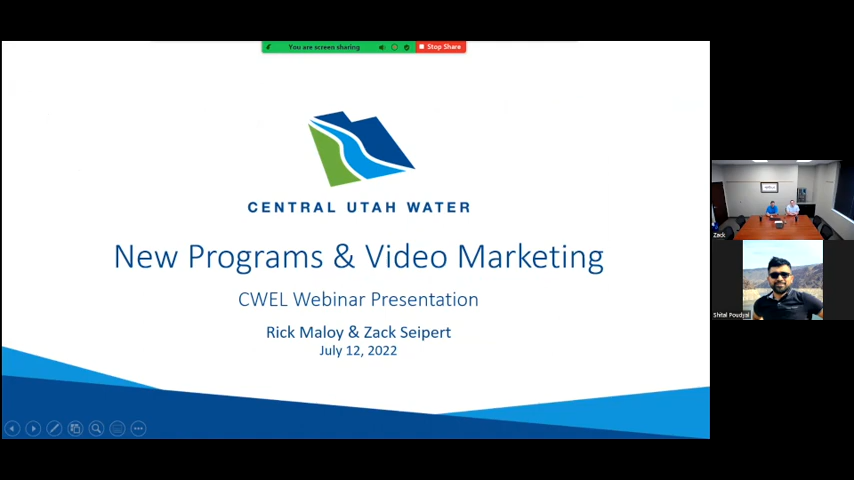 You are screen sharing
Stop Share
CENTRAL UTAH WATER
New Programs & Video Marketing
CWEL Webinar Presentation
Rick Maloy & Zack Seipert
July 12, 2022
Zack
Shital Poudyal